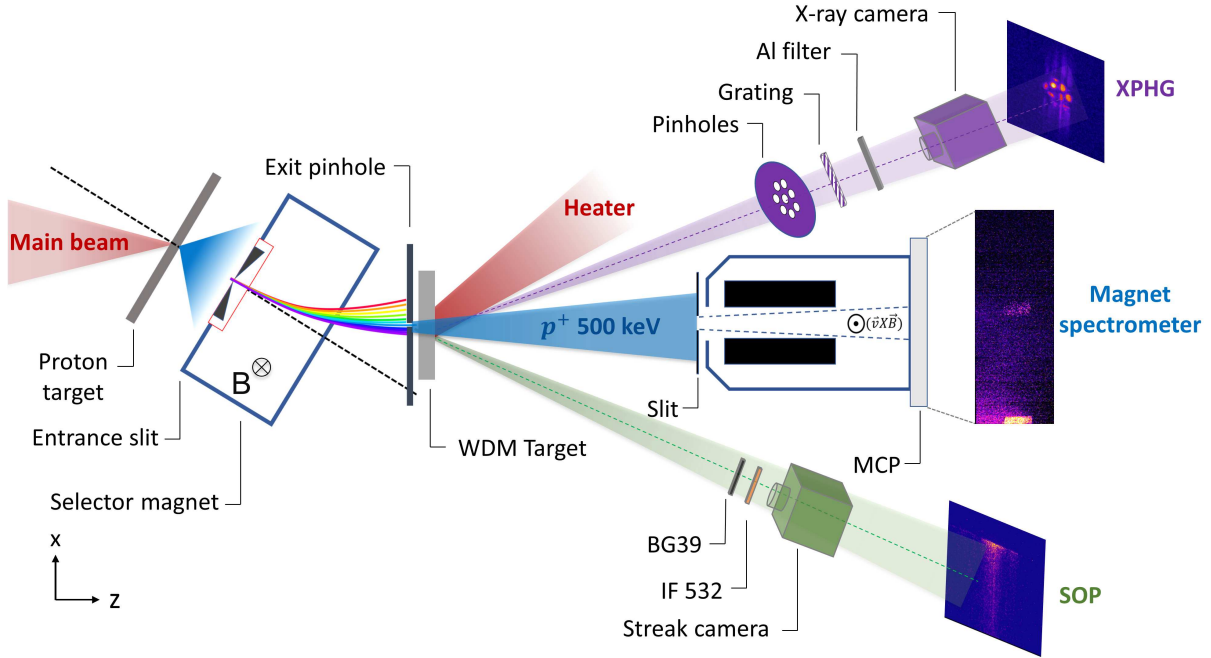 X-ray camera
Al filter
Grating
Pinholes
XPHG
Exit pinhole
Heater
Main beam
Magnet
spectrometer
p⁺ 500 keV
(v⃗XB⃗)
B
Proton
target
Slit
Entrance slit
WDM Target
MCP
Selector magnet
x
z
BG39
IF 532
SOP
Streak camera